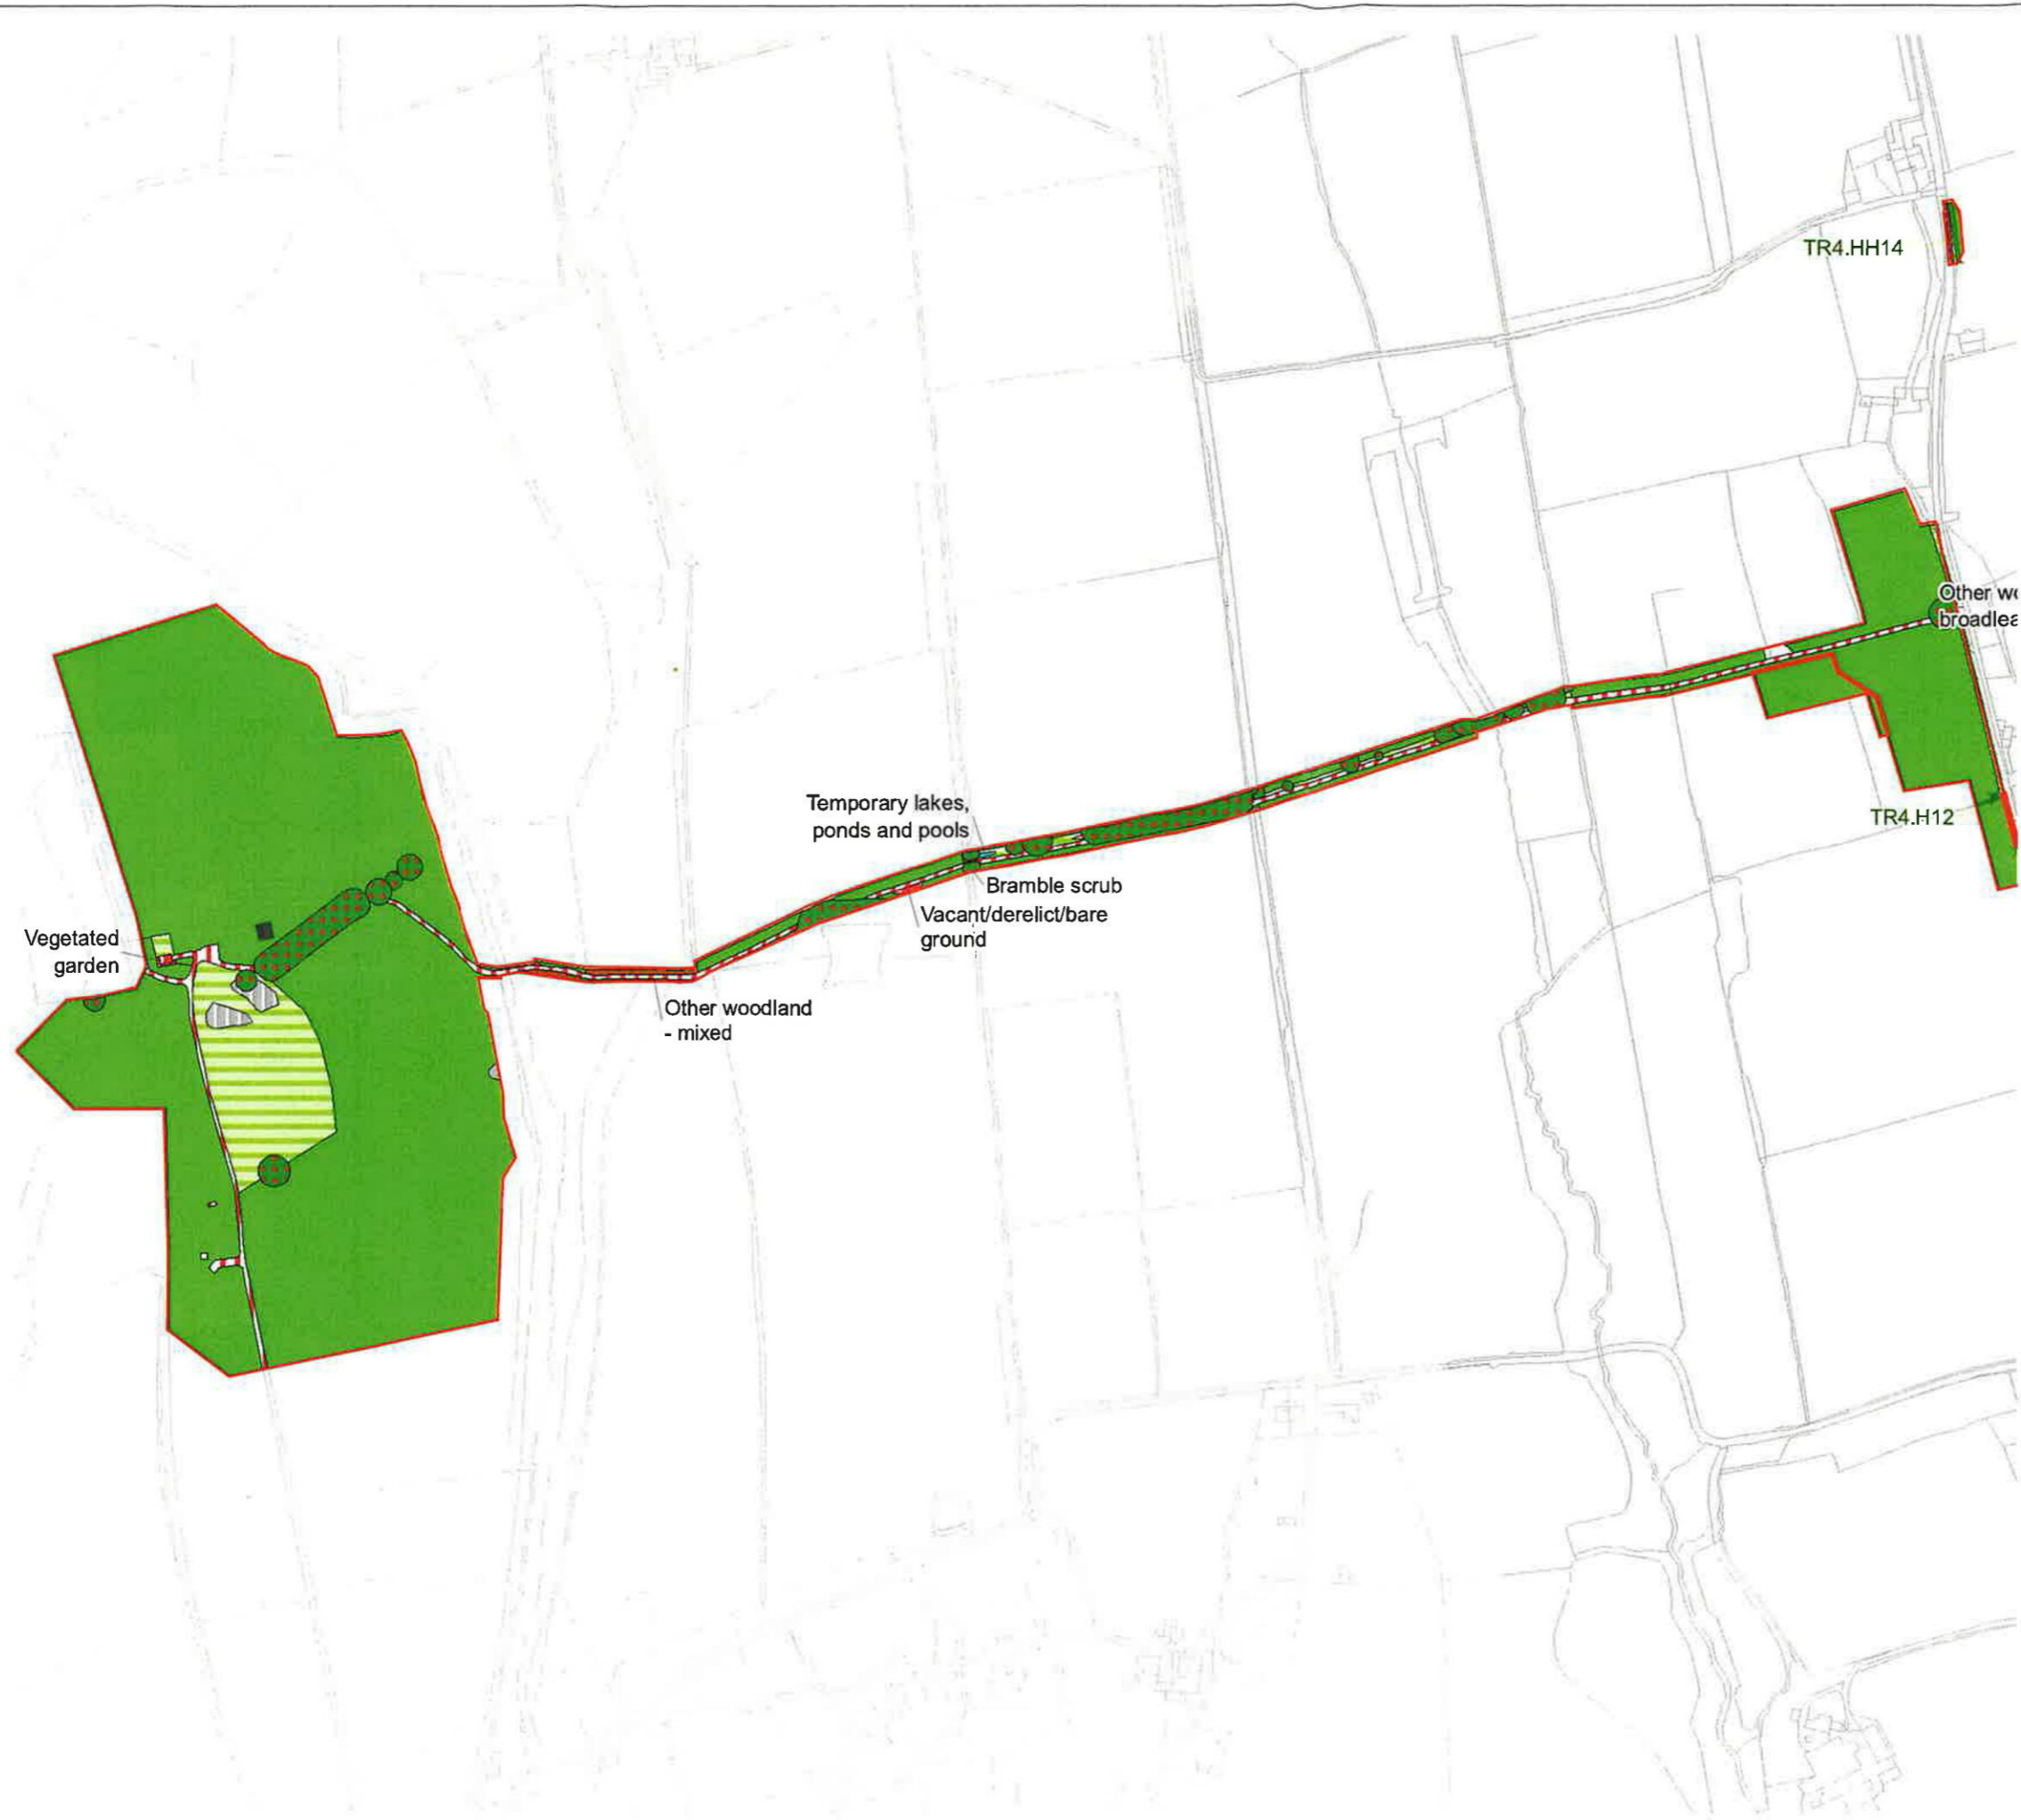 TR4.HH14
Other
broadlea
Temporary lakes,
ponds and pools
TR4.H12
Bramble scrub
Vacant/derelict/bare
ground
Vegetated
garden
Other woodland
- mixed